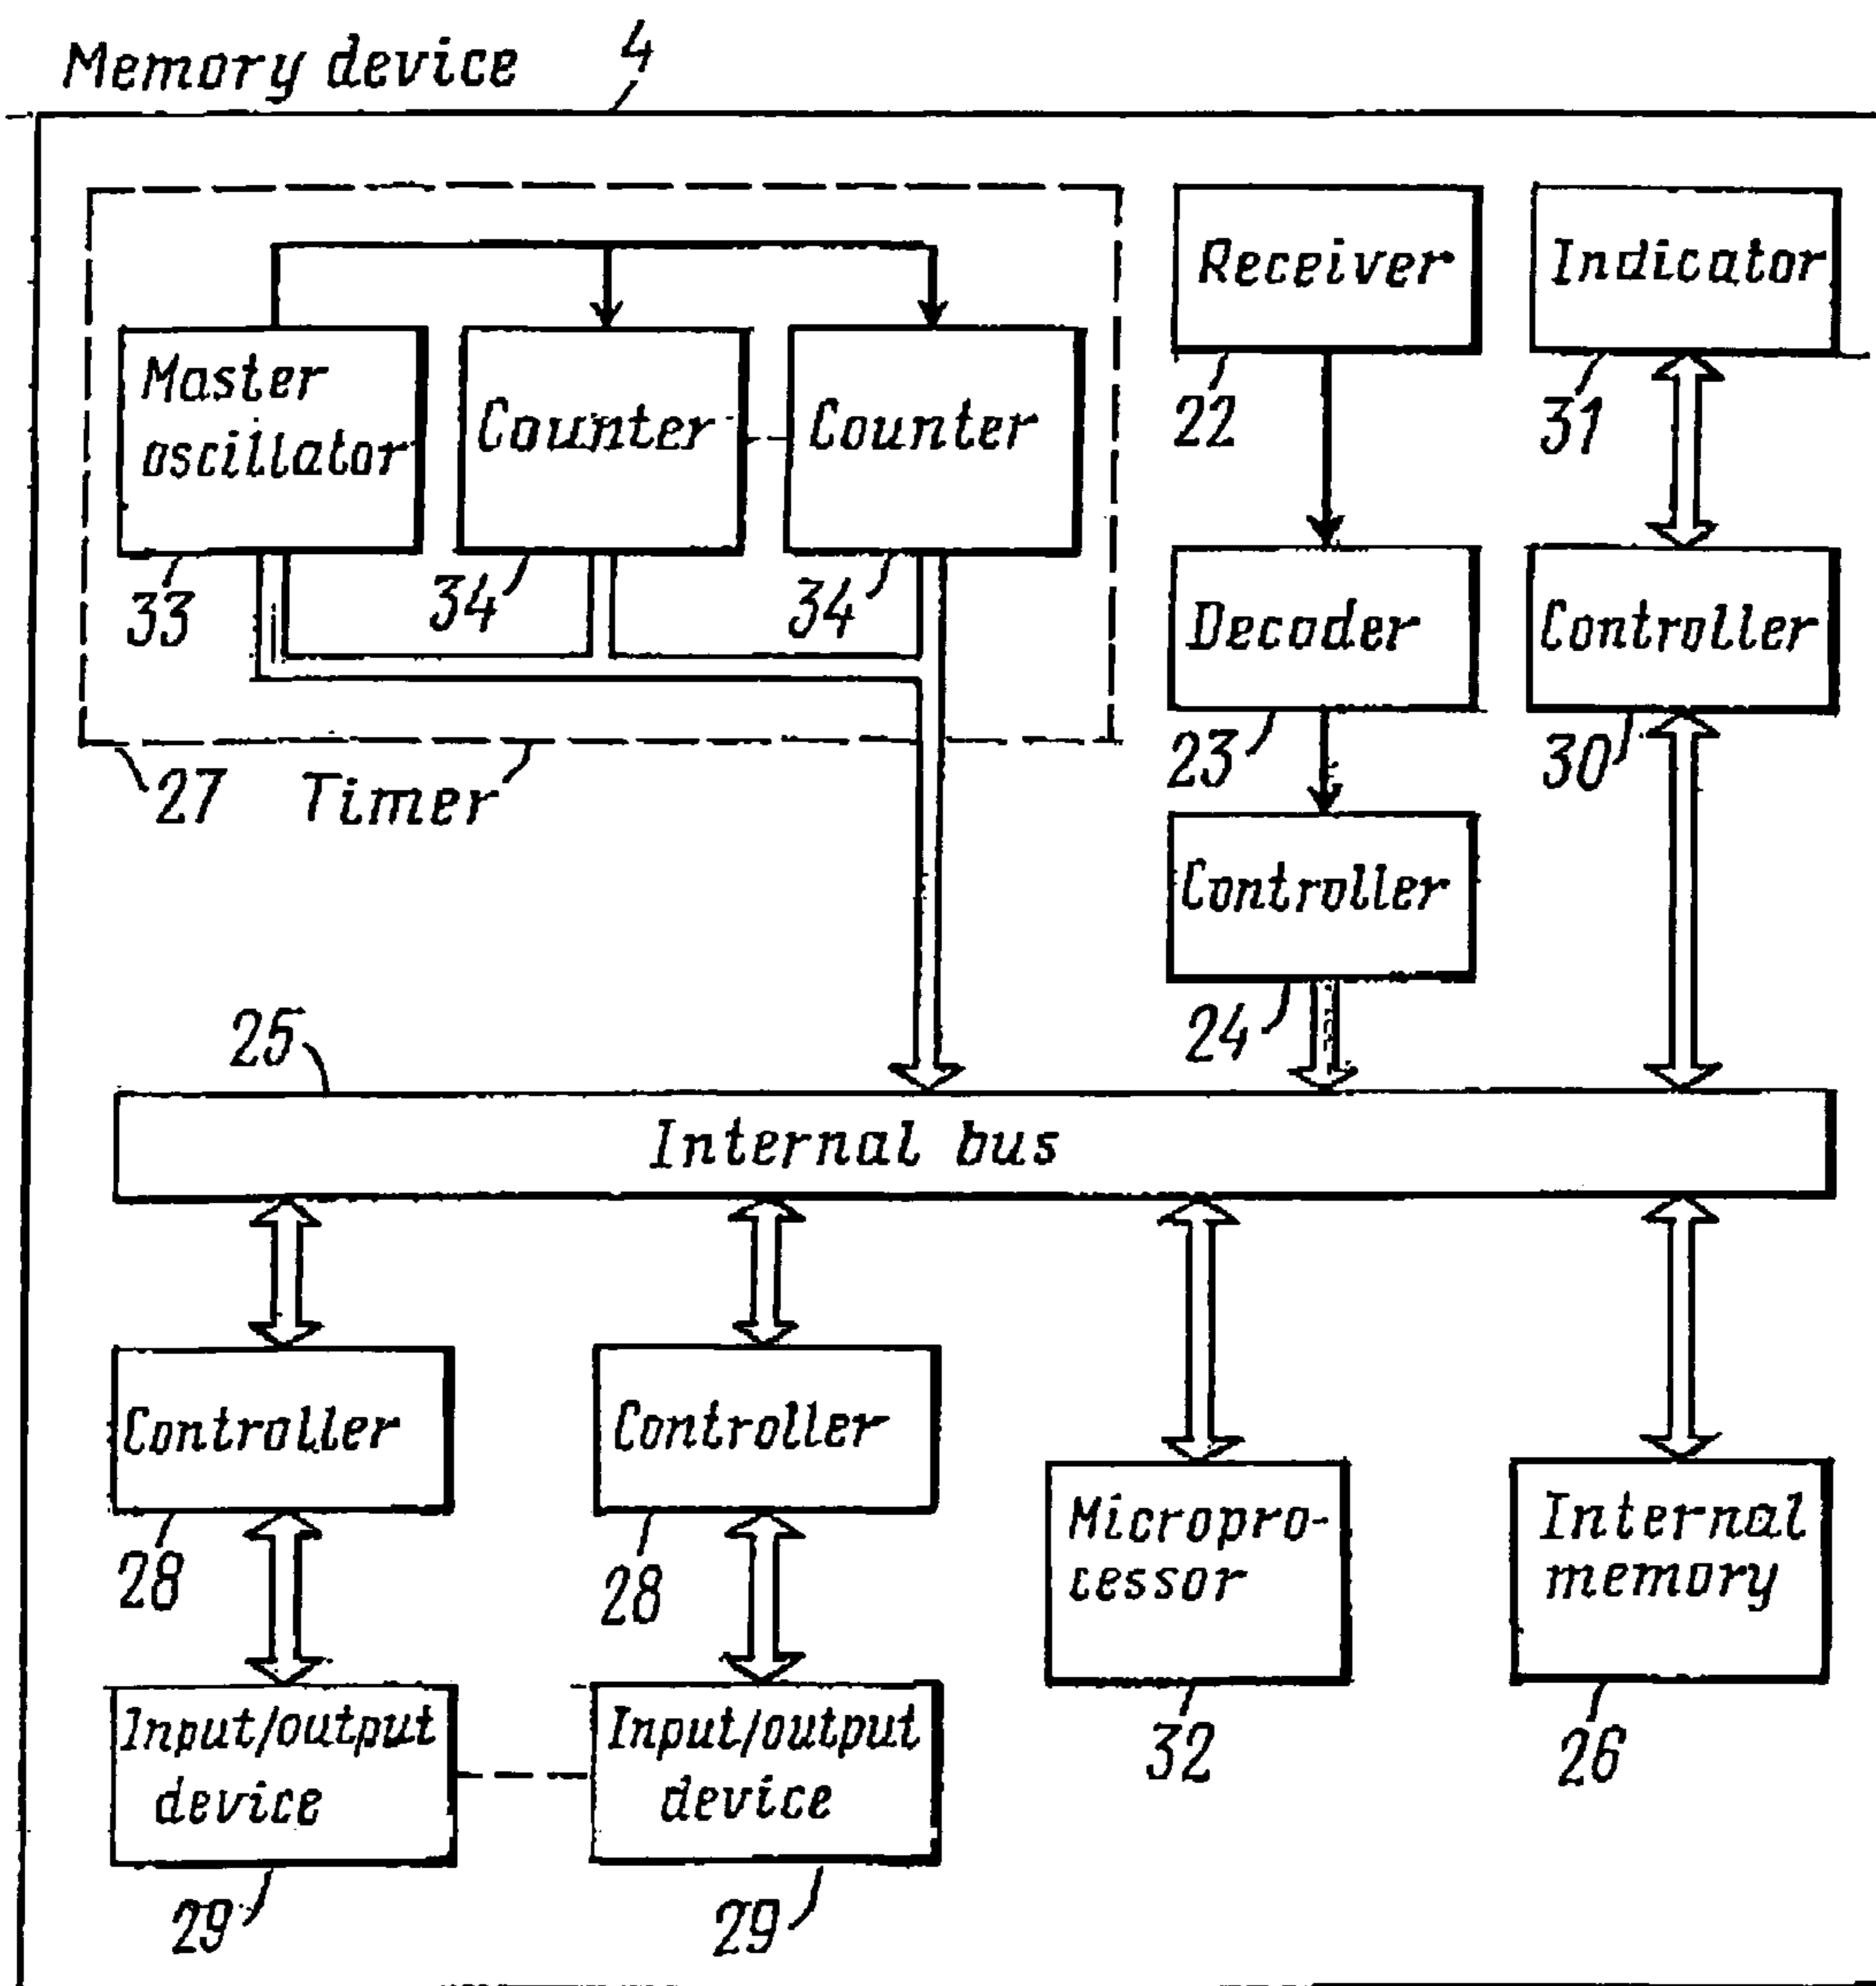 Memory device
4
Master
oscillator
33
Counter
34
Counter
34
27
Timer
Receiver
22
Indicator
31
Decoder
23
Controller
30
Controller
24
25
Internal bus
Controller
28
Controller
28
Micropro-
cessor
32
Internal
memory
26
Input/output
device
29
Input/output
device
29